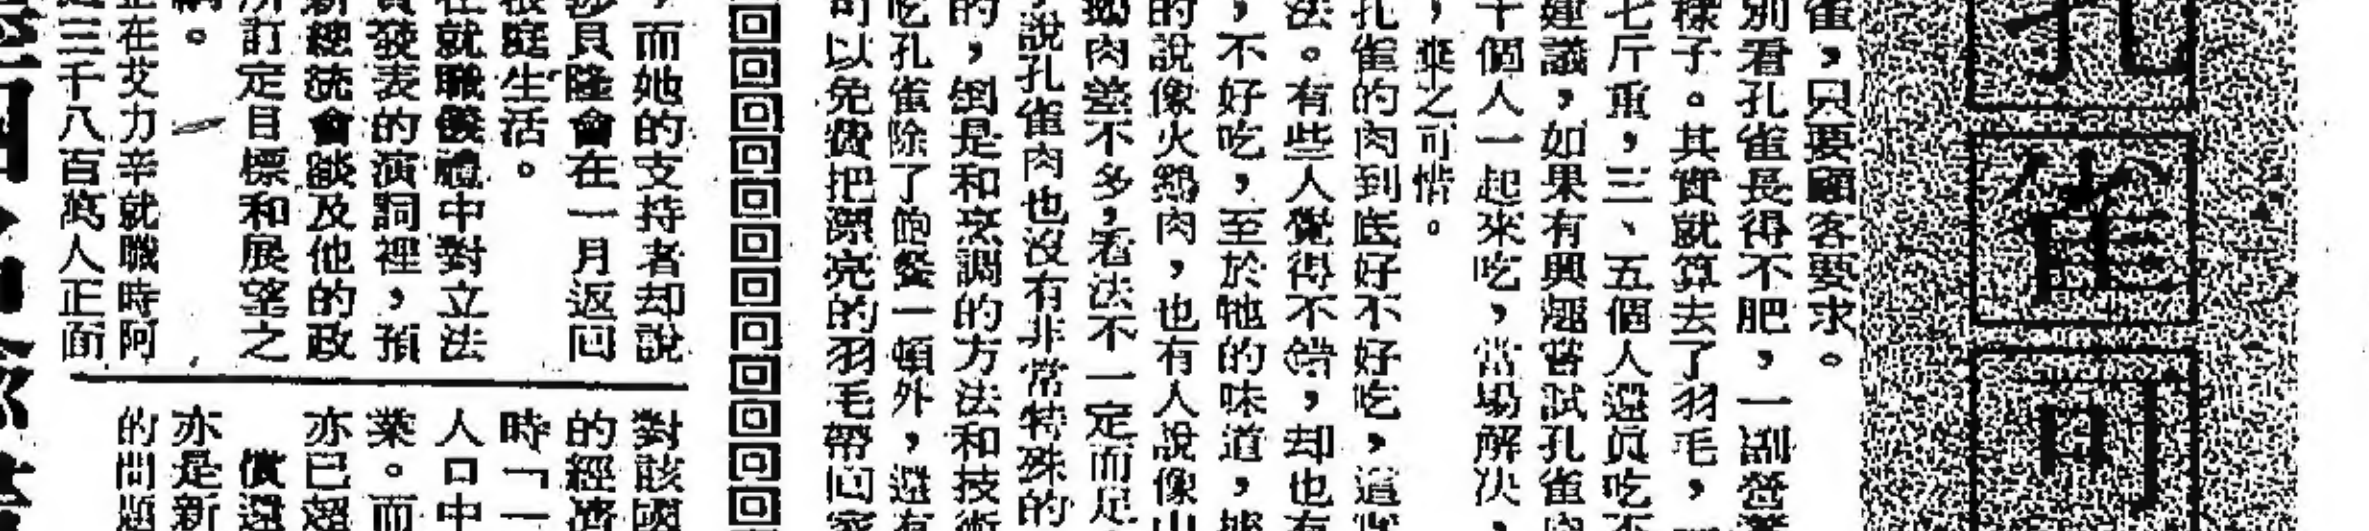 孔雀可
雀，只要顧客要求。
別看孔雀長得不肥，一副營養
樣子。其實就算去了羽毛，
七斤重，三、五個人還真吃不
建議，如果有興趣嘗試孔雀肉
十個人一起來吃，當場解決，
，棄之可惜。
孔雀的肉到底好不好吃，這
法。有些人覺得不錯，却也有
，不好吃，至於牠的味道，據
的說像火鷄肉，也有人說像山
鵝肉差不多，看法不一定而足
說孔雀肉也沒有非常特殊的
的，倒是和烹調的方法和技術
吃孔雀除了飽餐一頓外，還有
可以免費把漂亮的羽毛帶回家
，而她的支持者却說
莎貝隆會在一月返回
根庭生活。
在就職儀禮中對立法
發表的演詞裡，預
新總統會談及他的政
所訂定目標和展望之
。
正在艾力辛就職時阿
三千八百萬人正面
對該國
的經濟
時「一
人口中
業。而
亦已超
償還
亦是新
的問題